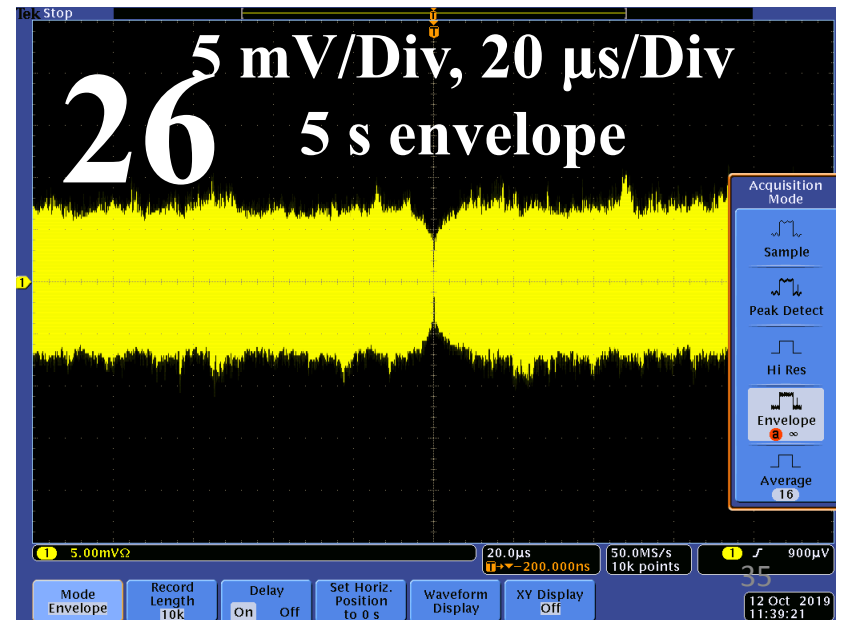 Tek Stop
5 mV/Div, 20 µs/Div
26
5 s envelope
Acquisition
Mode
Sample
Peak Detect
Hi Res
Envelope
a ∞
Average
16
1
1 5.00mVΩ
20.0µs
T→▼−200.000ns
50.0MS/s
10k points
1 ∫ 900µV
35
Mode
Envelope
Record
Length
10k
Delay
On Off
Set Horiz.
Position
to 0 s
Waveform
Display
XY Display
Off
12 Oct 2019
11:39:21